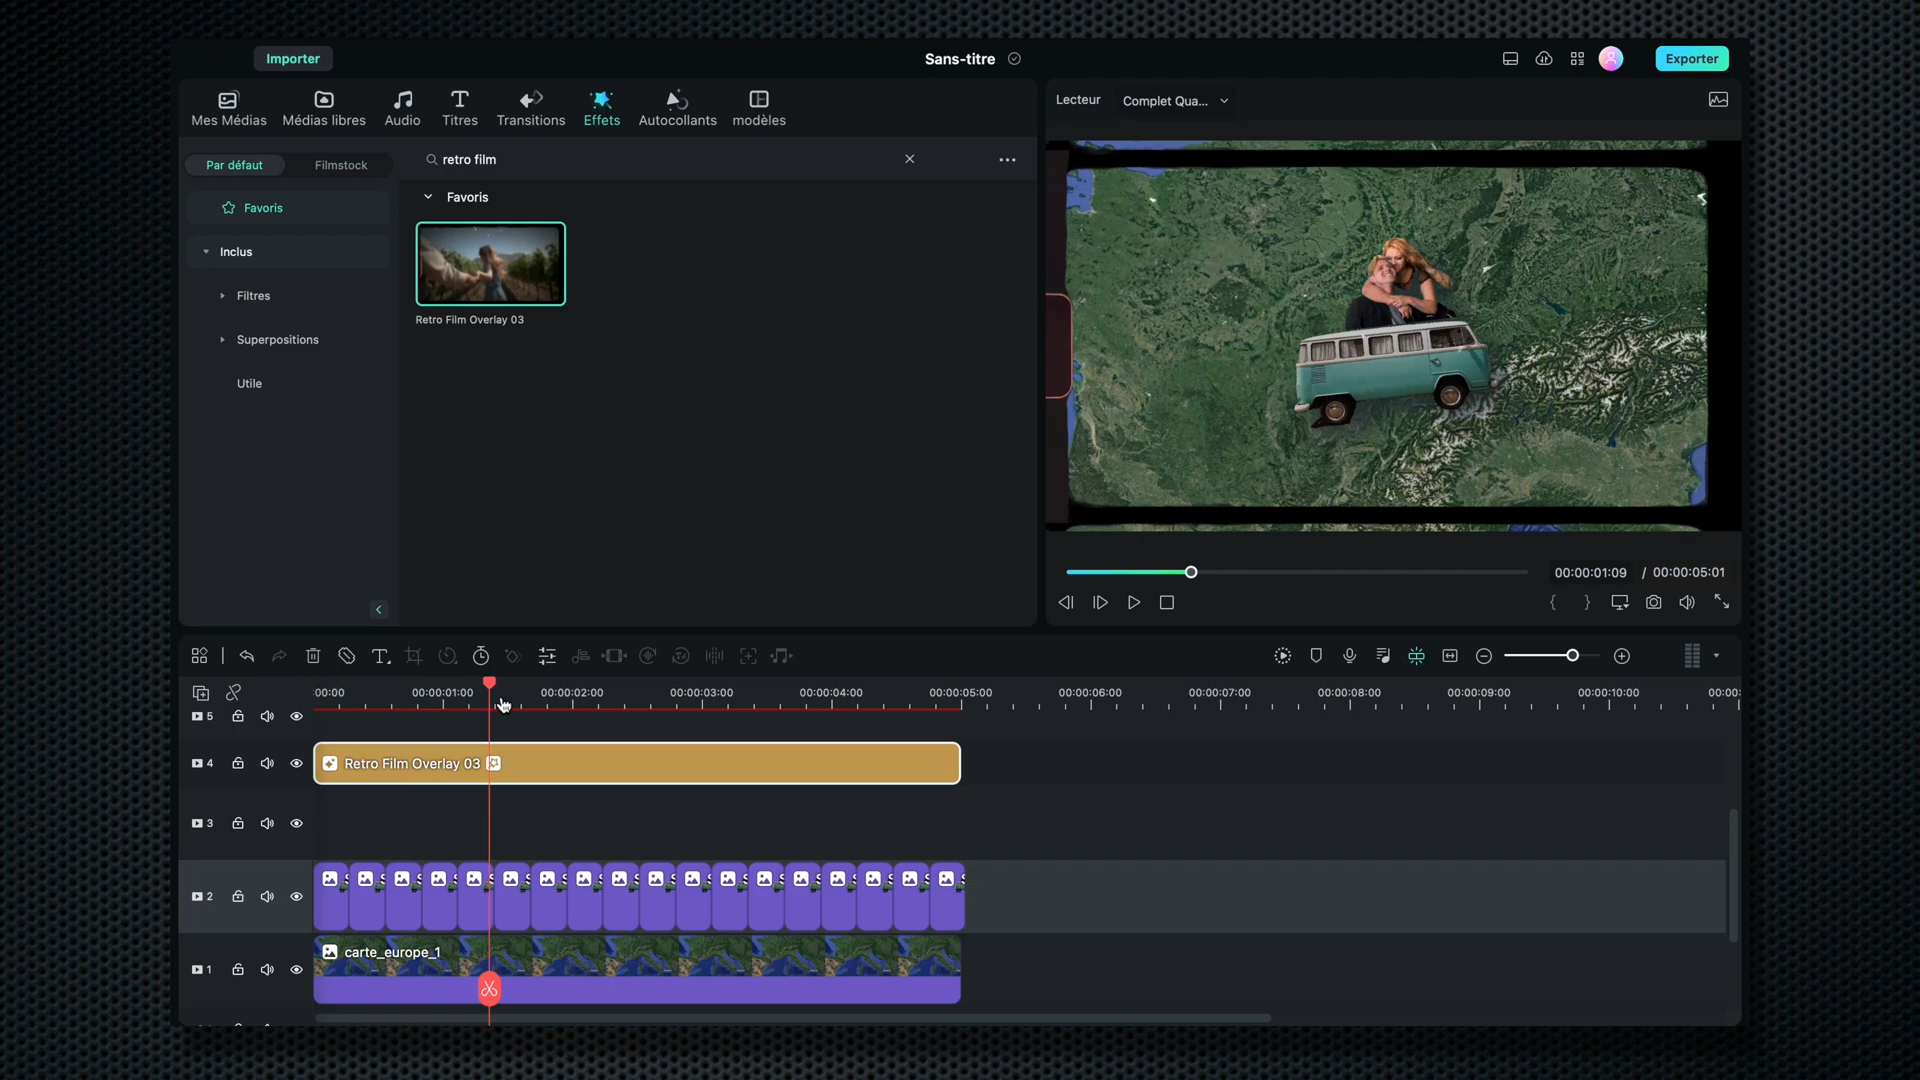 Importer
Sans-titre
Exporter
Mes Médias
Médias libres
Audio
Titres
Transitions
Effets
Autocollants
modèles
Lecteur
Complet Qua...
Par défaut
Filmstock
retro film
Favoris
Favoris
Inclus
Filtres
Superpositions
Utile
Retro Film Overlay 03
00:00:01:09 / 00:00:05:01
:00:00 00:00:01:00 00:00:02:00 00:00:03:00 00:00:04:00 00:00:05:00 00:00:06:00 00:00:07:00 00:00:08:00 00:00:09:00 00:00:10:00 00:00:
5
4
Retro Film Overlay 03
3
2
1
carte_europe_1